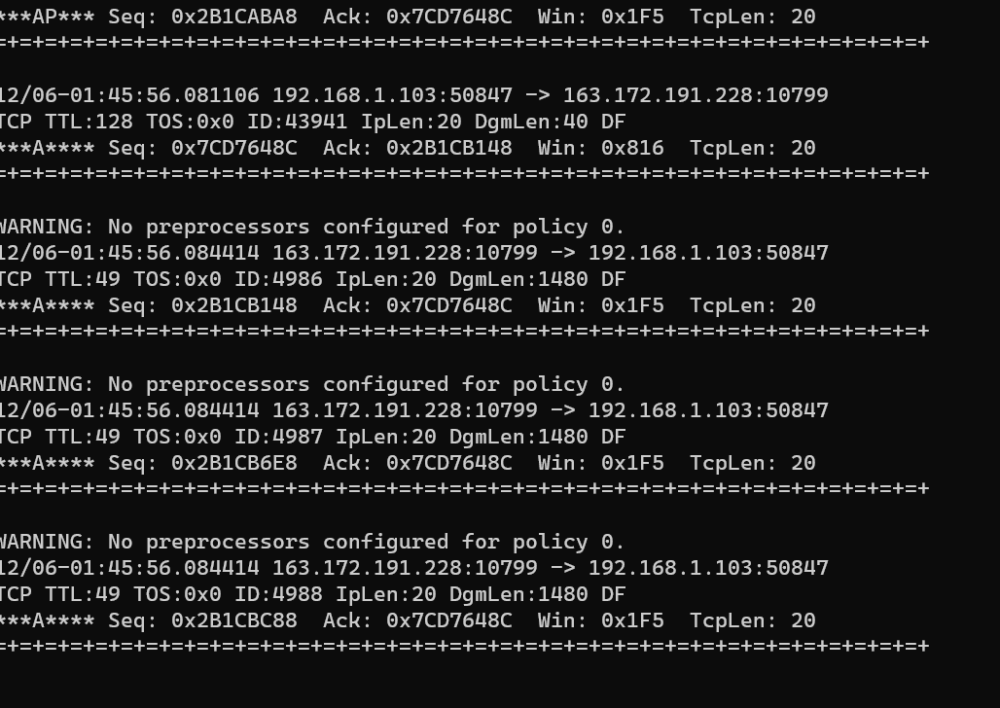 ***AP*** Seq: 0x2B1CABA8  Ack: 0x7CD7648C  Win: 0x1F5  TcpLen: 20
=+=+=+=+=+=+=+=+=+=+=+=+=+=+=+=+=+=+=+=+=+=+=+=+=+=+=+=+=+=+=+=+=+=+=+=+=+
12/06-01:45:56.081106 192.168.1.103:50847 -> 163.172.191.228:10799
TCP TTL:128 TOS:0x0 ID:43941 IpLen:20 DgmLen:40 DF
***A**** Seq: 0x7CD7648C  Ack: 0x2B1CB148  Win: 0x816  TcpLen: 20
=+=+=+=+=+=+=+=+=+=+=+=+=+=+=+=+=+=+=+=+=+=+=+=+=+=+=+=+=+=+=+=+=+=+=+=+=+
WARNING: No preprocessors configured for policy 0.
12/06-01:45:56.084414 163.172.191.228:10799 -> 192.168.1.103:50847
TCP TTL:49 TOS:0x0 ID:4986 IpLen:20 DgmLen:1480 DF
***A**** Seq: 0x2B1CB148  Ack: 0x7CD7648C  Win: 0x1F5  TcpLen: 20
=+=+=+=+=+=+=+=+=+=+=+=+=+=+=+=+=+=+=+=+=+=+=+=+=+=+=+=+=+=+=+=+=+=+=+=+=+
WARNING: No preprocessors configured for policy 0.
12/06-01:45:56.084414 163.172.191.228:10799 -> 192.168.1.103:50847
TCP TTL:49 TOS:0x0 ID:4987 IpLen:20 DgmLen:1480 DF
***A**** Seq: 0x2B1CB6E8  Ack: 0x7CD7648C  Win: 0x1F5  TcpLen: 20
=+=+=+=+=+=+=+=+=+=+=+=+=+=+=+=+=+=+=+=+=+=+=+=+=+=+=+=+=+=+=+=+=+=+=+=+=+
WARNING: No preprocessors configured for policy 0.
12/06-01:45:56.084414 163.172.191.228:10799 -> 192.168.1.103:50847
TCP TTL:49 TOS:0x0 ID:4988 IpLen:20 DgmLen:1480 DF
***A**** Seq: 0x2B1CBC88  Ack: 0x7CD7648C  Win: 0x1F5  TcpLen: 20
=+=+=+=+=+=+=+=+=+=+=+=+=+=+=+=+=+=+=+=+=+=+=+=+=+=+=+=+=+=+=+=+=+=+=+=+=+